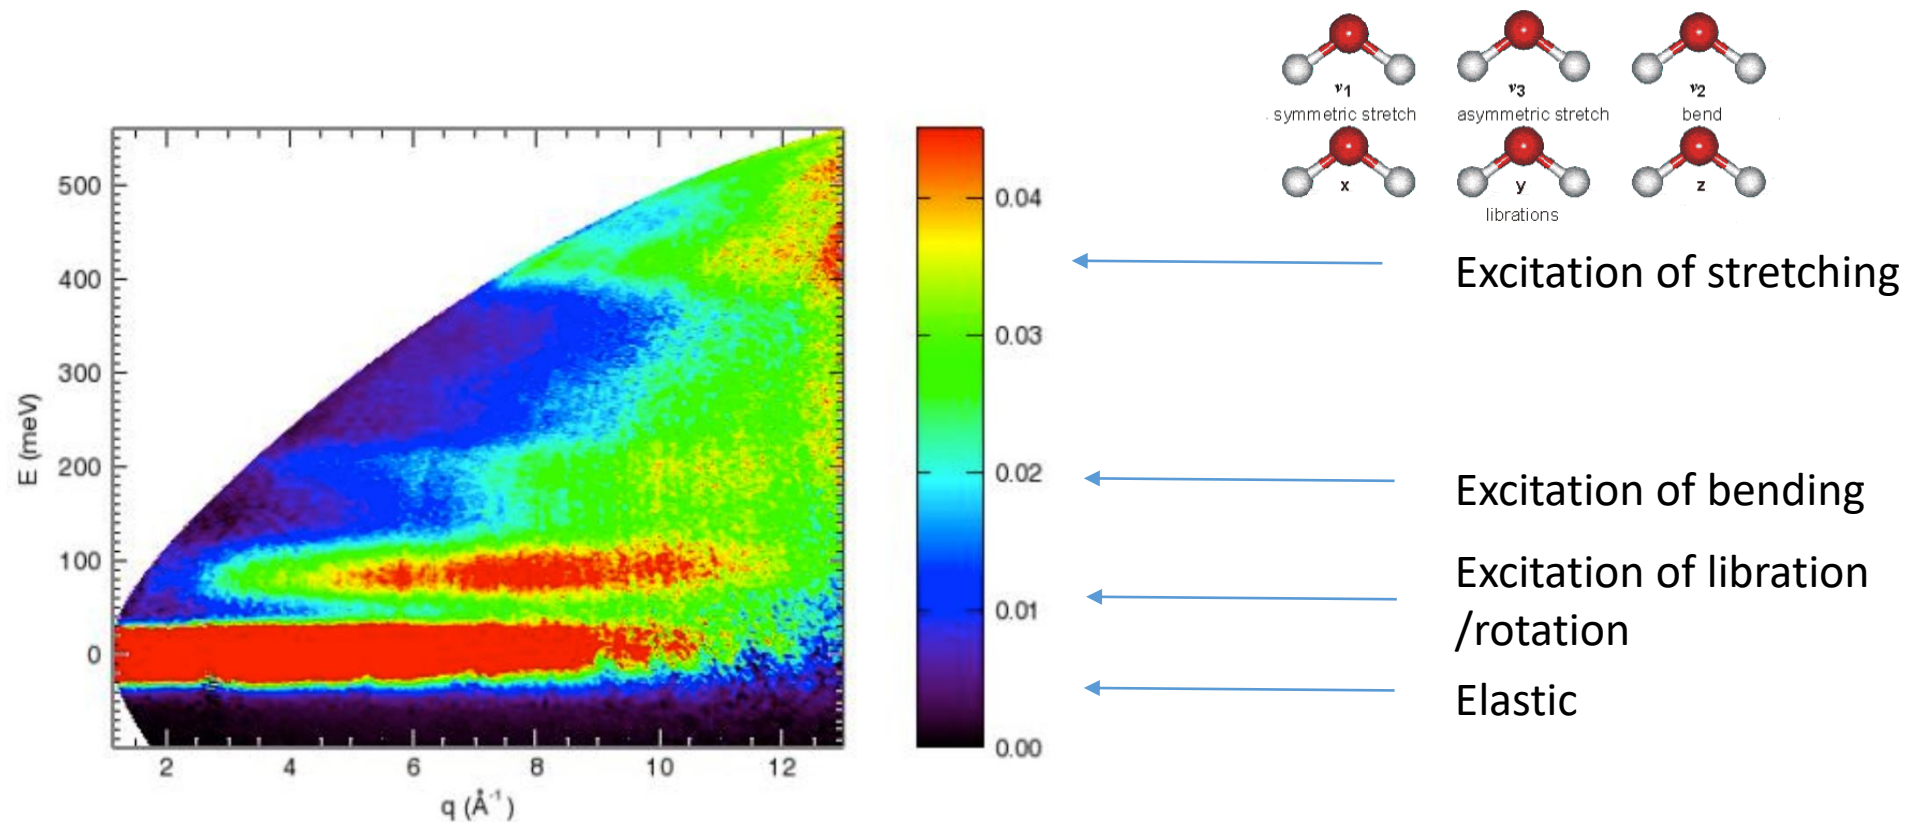 ν1 ν3 ν2
symmetric stretch asymmetric stretch bend
x y z
librations
500
400
300
200
100
0
E (meV)
2 4 6 8 10 12
q (Å-1)
0.04
0.03
0.02
0.01
0.00
Excitation of stretching
Excitation of bending
Excitation of libration
/rotation
Elastic